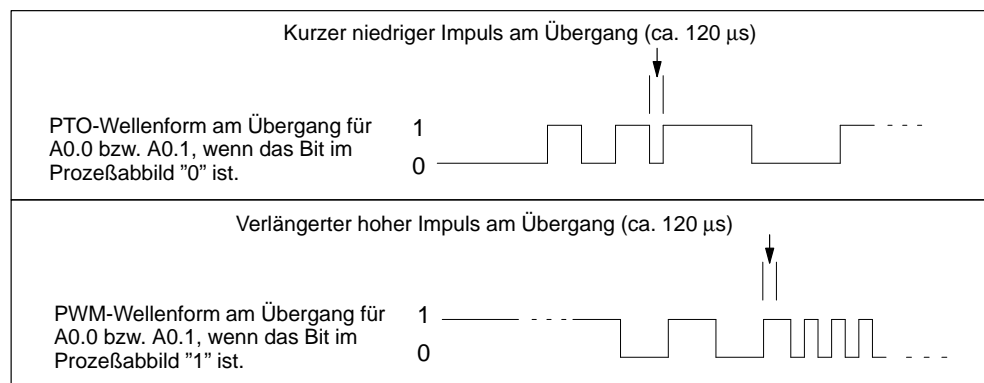 Kurzer niedriger Impuls am Übergang (ca. 120 µs)
PTO-Wellenform am Übergang für
A0.0 bzw. A0.1, wenn das Bit im
Prozeßabbild ”0” ist.
1
0
Verlängerter hoher Impuls am Übergang (ca. 120 µs)
PWM-Wellenform am Übergang für
A0.0 bzw. A0.1, wenn das Bit im
Prozeßabbild ”1” ist.
1
0